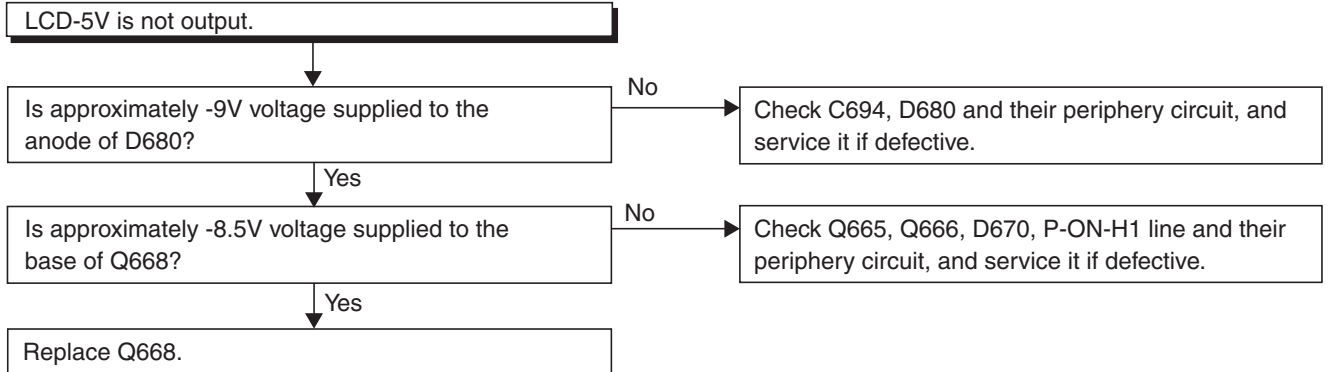 LCD-5V is not output.
Is approximately -9V voltage supplied to the
anode of D680?
No
Check C694, D680 and their periphery circuit, and
service it if defective.
Yes
Is approximately -8.5V voltage supplied to the
base of Q668?
No
Check Q665, Q666, D670, P-ON-H1 line and their
periphery circuit, and service it if defective.
Yes
Replace Q668.